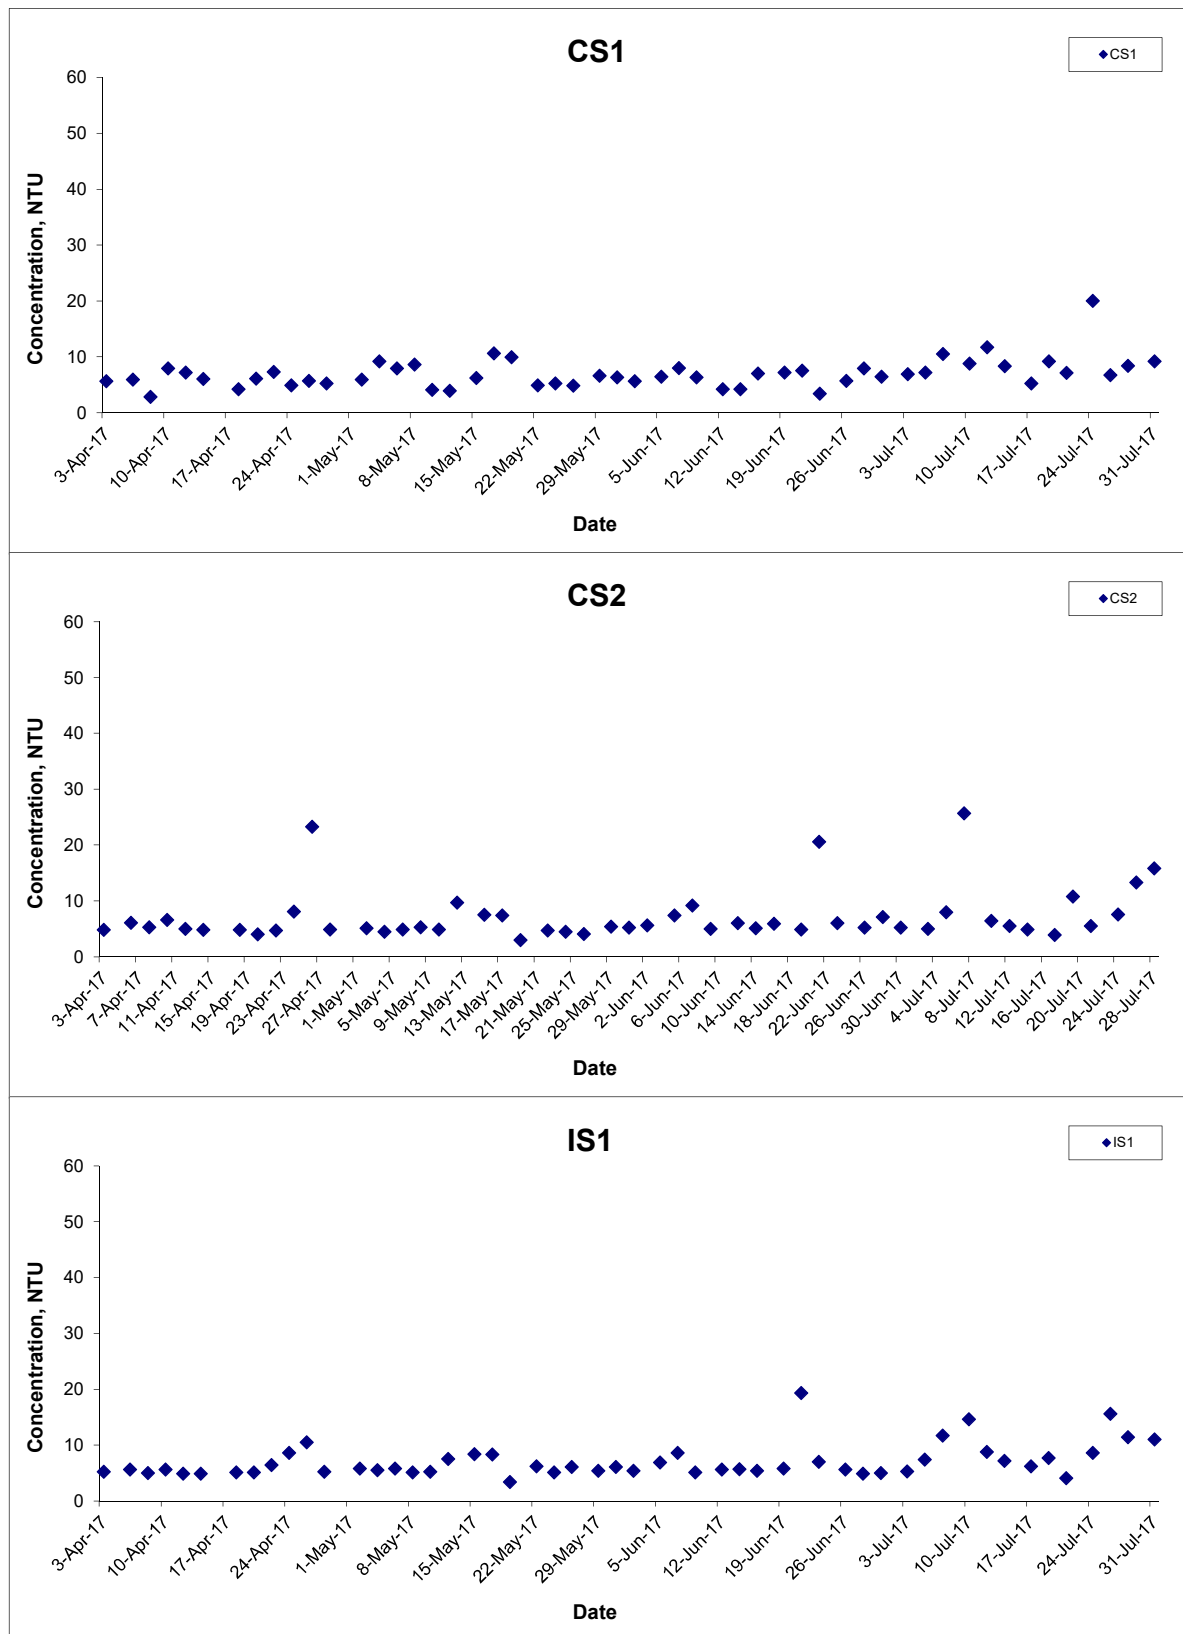 CS1
CS1
60
50
40
30
20
10
0
Concentration, NTU
3-Apr-17
10-Apr-17
17-Apr-17
24-Apr-17
1-May-17
8-May-17
15-May-17
22-May-17
29-May-17
5-Jun-17
12-Jun-17
19-Jun-17
26-Jun-17
3-Jul-17
10-Jul-17
17-Jul-17
24-Jul-17
31-Jul-17
Date
CS2
CS2
60
50
40
30
20
10
0
Concentration, NTU
3-Apr-17
7-Apr-17
11-Apr-17
15-Apr-17
19-Apr-17
23-Apr-17
27-Apr-17
1-May-17
5-May-17
9-May-17
13-May-17
17-May-17
21-May-17
25-May-17
29-May-17
2-Jun-17
6-Jun-17
10-Jun-17
14-Jun-17
18-Jun-17
22-Jun-17
26-Jun-17
30-Jun-17
4-Jul-17
8-Jul-17
12-Jul-17
16-Jul-17
20-Jul-17
24-Jul-17
28-Jul-17
Date
IS1
IS1
60
50
40
30
20
10
0
Concentration, NTU
3-Apr-17
10-Apr-17
17-Apr-17
24-Apr-17
1-May-17
8-May-17
15-May-17
22-May-17
29-May-17
5-Jun-17
12-Jun-17
19-Jun-17
26-Jun-17
3-Jul-17
10-Jul-17
17-Jul-17
24-Jul-17
31-Jul-17
Date